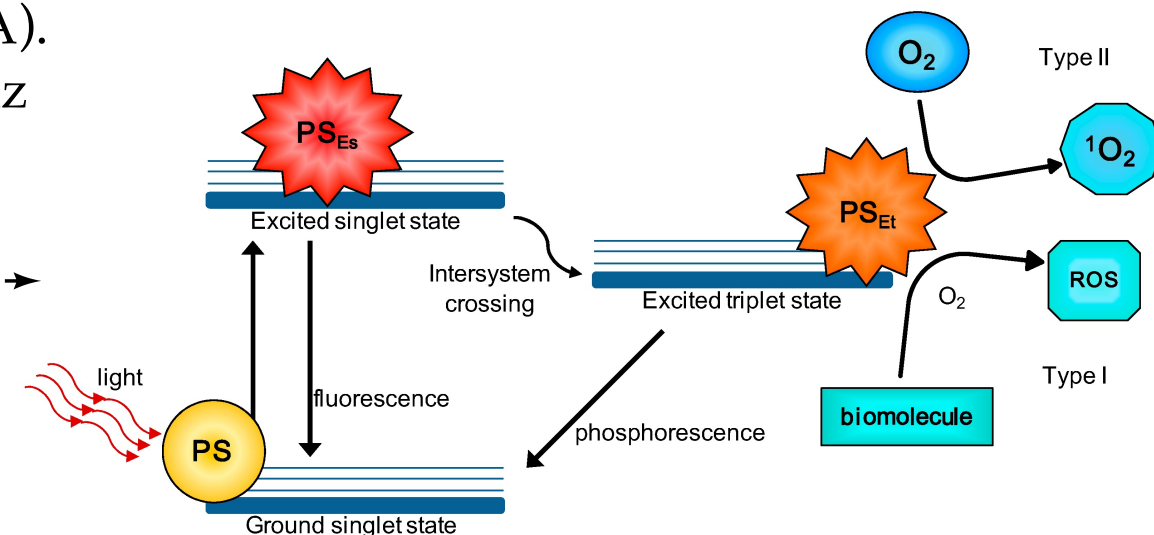 A).
z
O₂
Type II
PS_Es
¹O₂
PS_Et
Excited singlet state
Intersystem
crossing
ROS
Excited triplet state
O₂
light
Type I
fluorescence
biomolecule
phosphorescence
PS
Ground singlet state